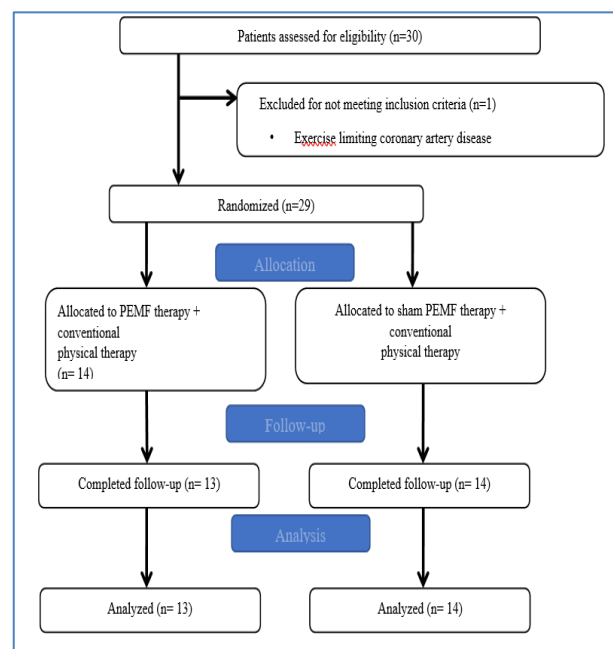 Patients assessed for eligibility (n=30)
Excluded for not meeting inclusion criteria (n=1)
• Exercise limiting coronary artery disease
Randomized (n=29)
Allocation
Allocated to PEMF therapy +
conventional
physical therapy
(n= 14)
Allocated to sham PEMF therapy +
conventional
physical therapy
Follow-up
Completed follow-up (n= 13)
Completed follow-up (n= 14)
Analysis
Analyzed (n= 13)
Analyzed (n= 14)